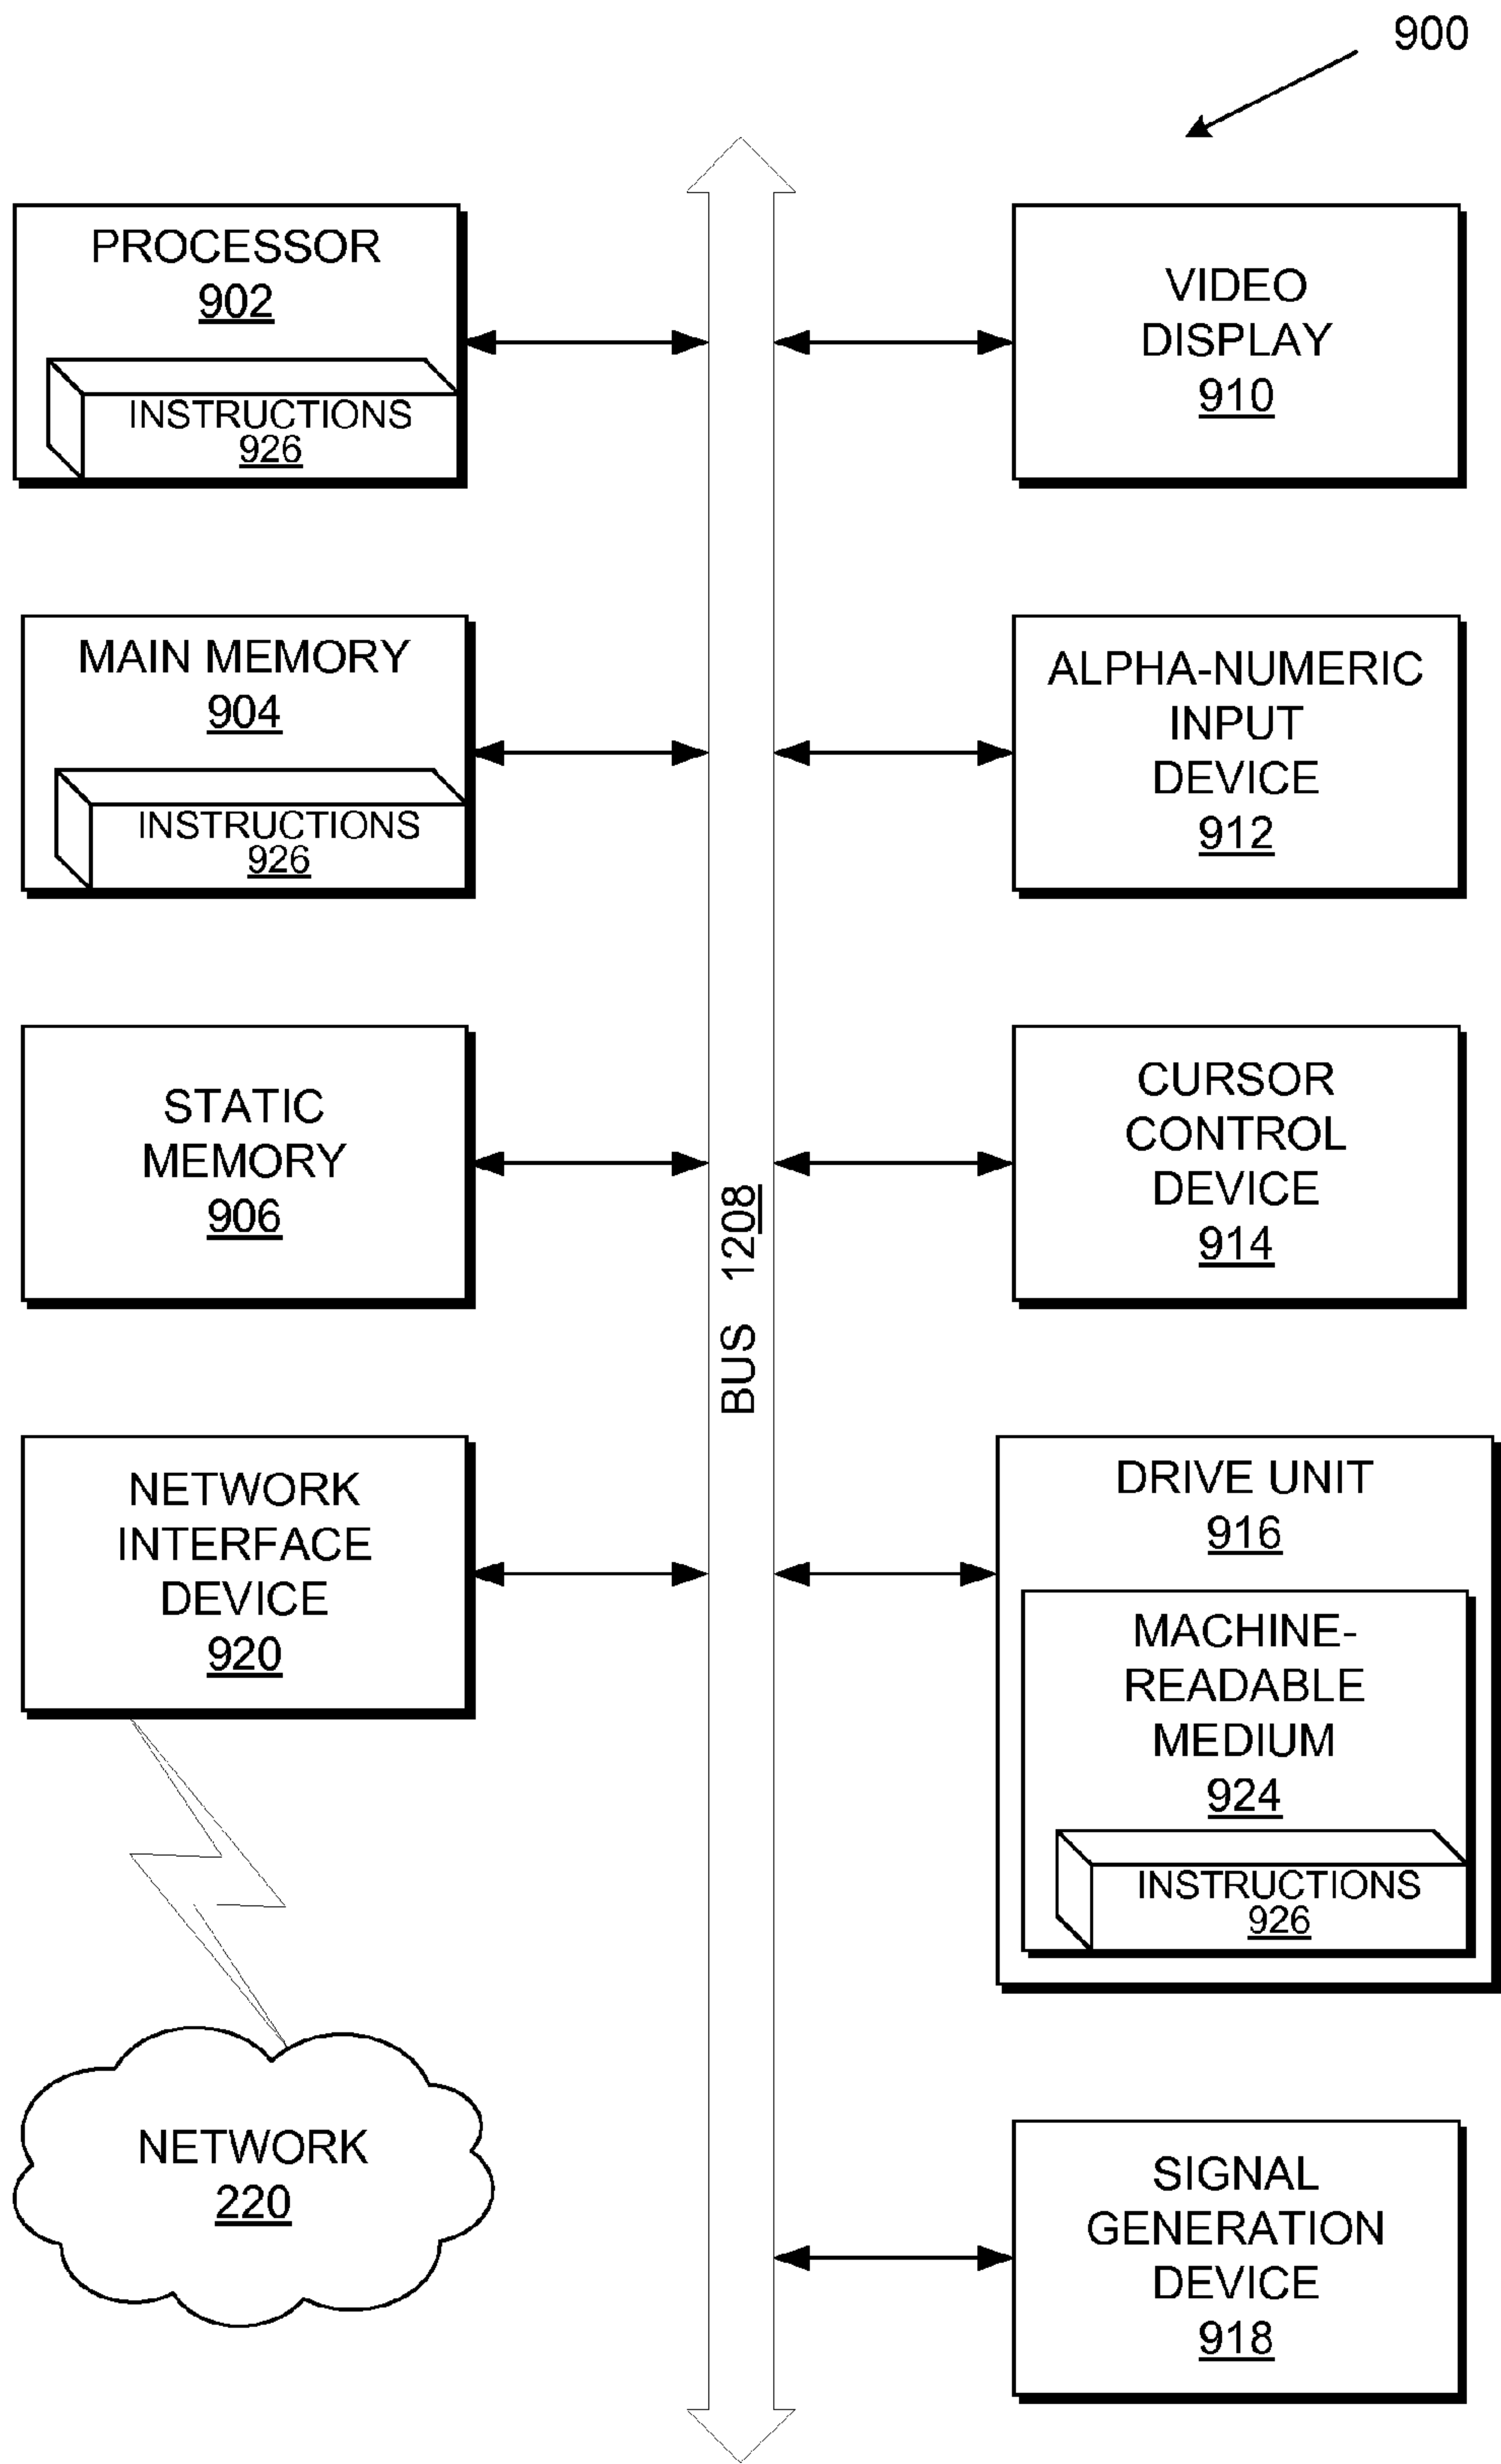 900
PROCESSOR
902
INSTRUCTIONS
926
VIDEO
DISPLAY
910
MAIN MEMORY
904
INSTRUCTIONS
926
ALPHA-NUMERIC
INPUT
DEVICE
912
STATIC
MEMORY
906
CURSOR
CONTROL
DEVICE
914
BUS 1208
NETWORK
INTERFACE
DEVICE
920
DRIVE UNIT
916
MACHINE-
READABLE
MEDIUM
924
INSTRUCTIONS
926
NETWORK
220
SIGNAL
GENERATION
DEVICE
918